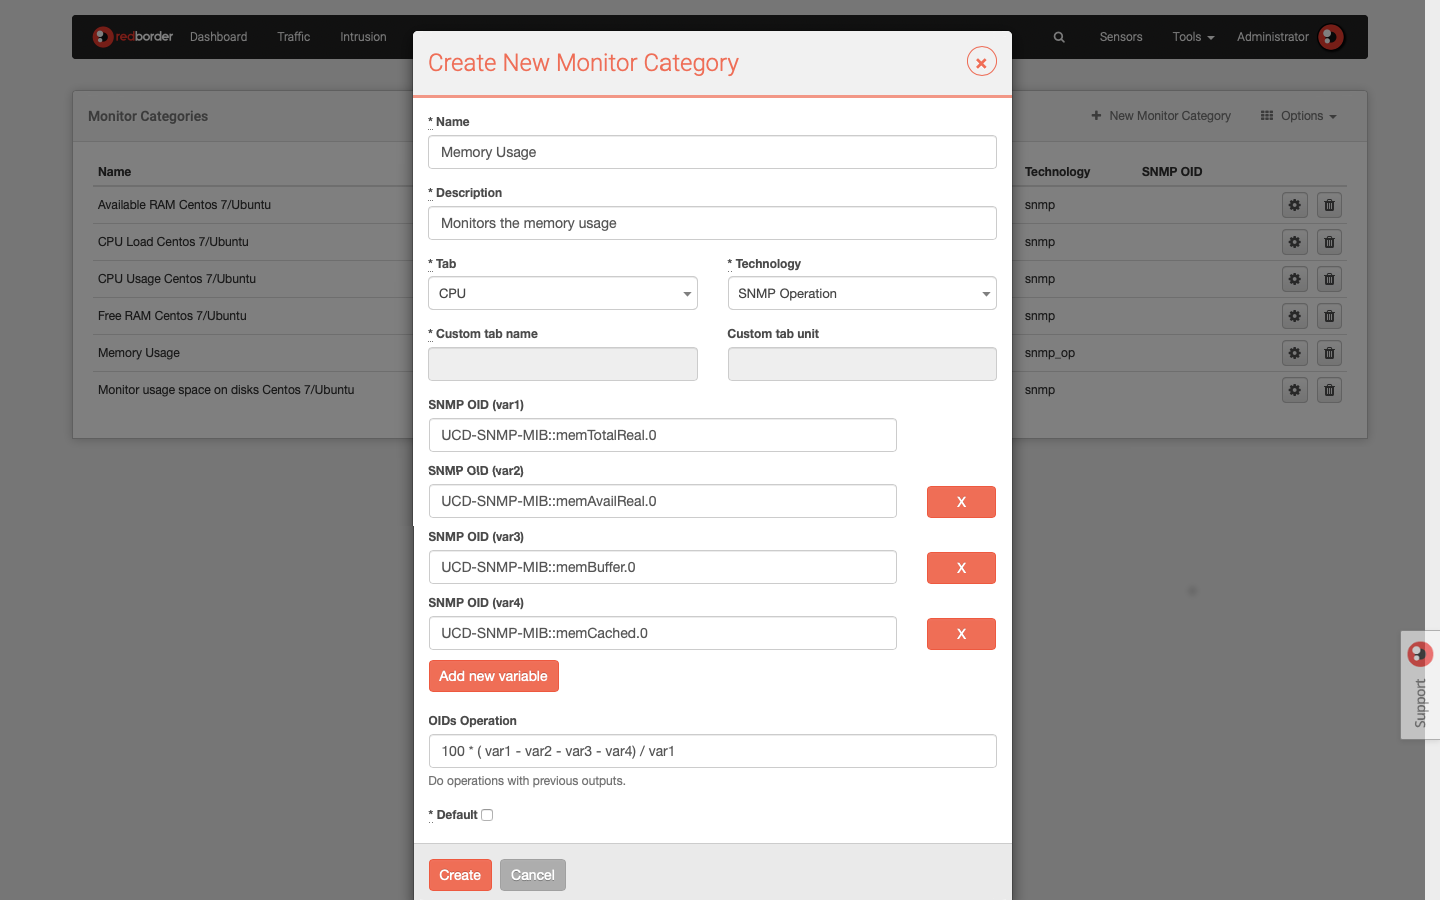 redborder Dashboard Traffic Intrusion Sensors Tools Administrator
Create New Monitor Category
Monitor Categories
+ New Monitor Category Options
Name Technology SNMP OID
Available RAM Centos 7/Ubuntu snmp
CPU Load Centos 7/Ubuntu snmp
CPU Usage Centos 7/Ubuntu snmp
Free RAM Centos 7/Ubuntu snmp
Memory Usage snmp_op
Monitor usage space on disks Centos 7/Ubuntu snmp
* Name
Memory Usage
* Description
Monitors the memory usage
* Tab * Technology
CPU SNMP Operation
* Custom tab name Custom tab unit
SNMP OID (var1)
UCD-SNMP-MIB::memTotalReal.0
SNMP OID (var2)
UCD-SNMP-MIB::memAvailReal.0 X
SNMP OID (var3)
UCD-SNMP-MIB::memBuffer.0 X
SNMP OID (var4)
UCD-SNMP-MIB::memCached.0 X
Add new variable
OIDs Operation
100 * ( var1 - var2 - var3 - var4) / var1
Do operations with previous outputs.
* Default
Create Cancel
Support